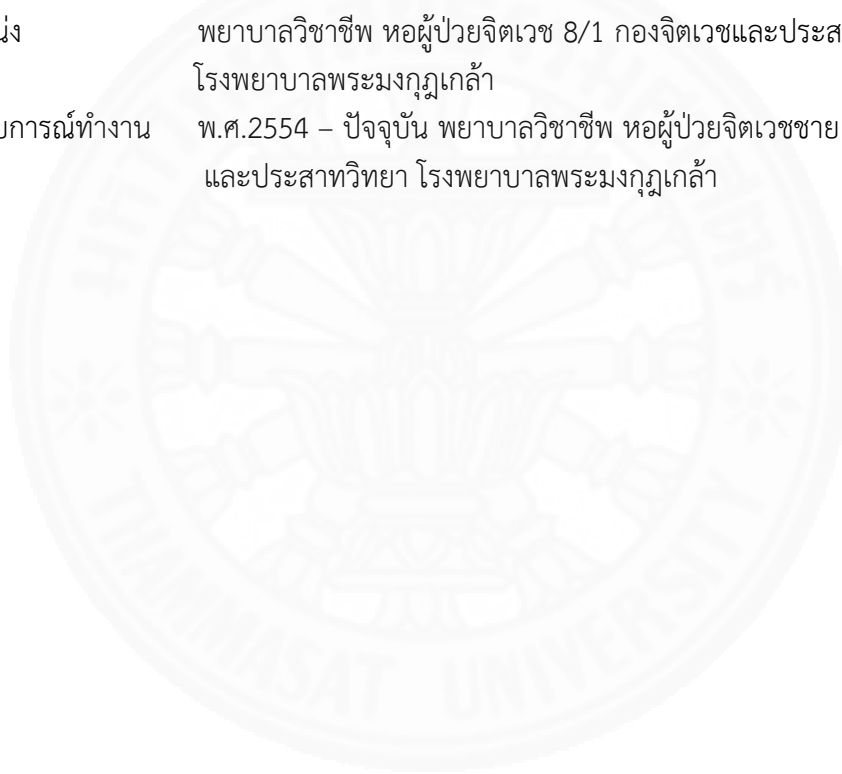 น่ง พยาบาลวิชาชีพ หอผู้ป่วยจิตเวช 8/1 กองจิตเวชและประส
โรงพยาบาลพระมงกุฎเกล้า
บการณ์ทำงาน พ.ศ.2554 – ปัจจุบัน พยาบาลวิชาชีพ หอผู้ป่วยจิตเวชชาย
และประสาทวิทยา โรงพยาบาลพระมงกุฎเกล้า
THAMMASAT UNIVERSITY